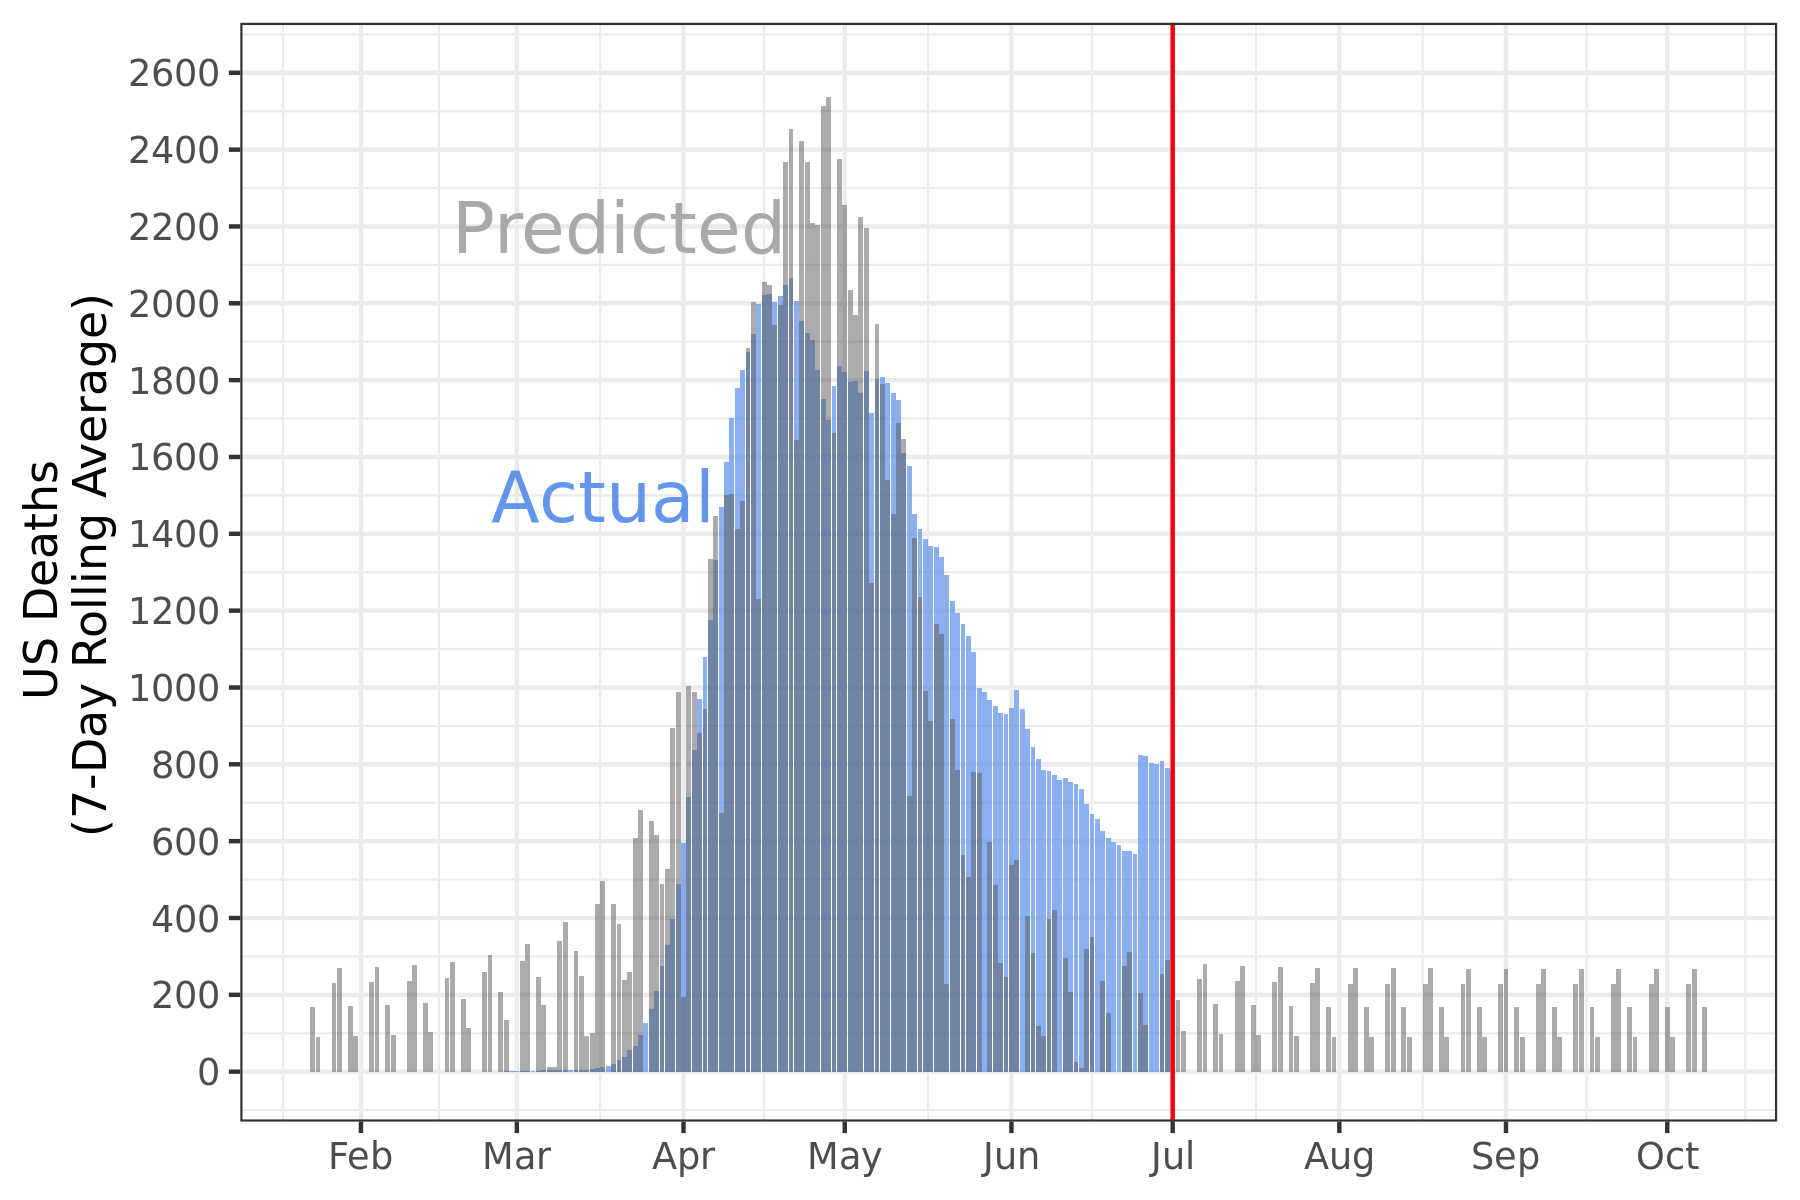 US Deaths
(7-Day Rolling Average)
2600
2400
2200
2000
1800
1600
1400
1200
1000
800
600
400
200
0
Predicted
Actual
Feb Mar Apr May Jun Jul Aug Sep Oct